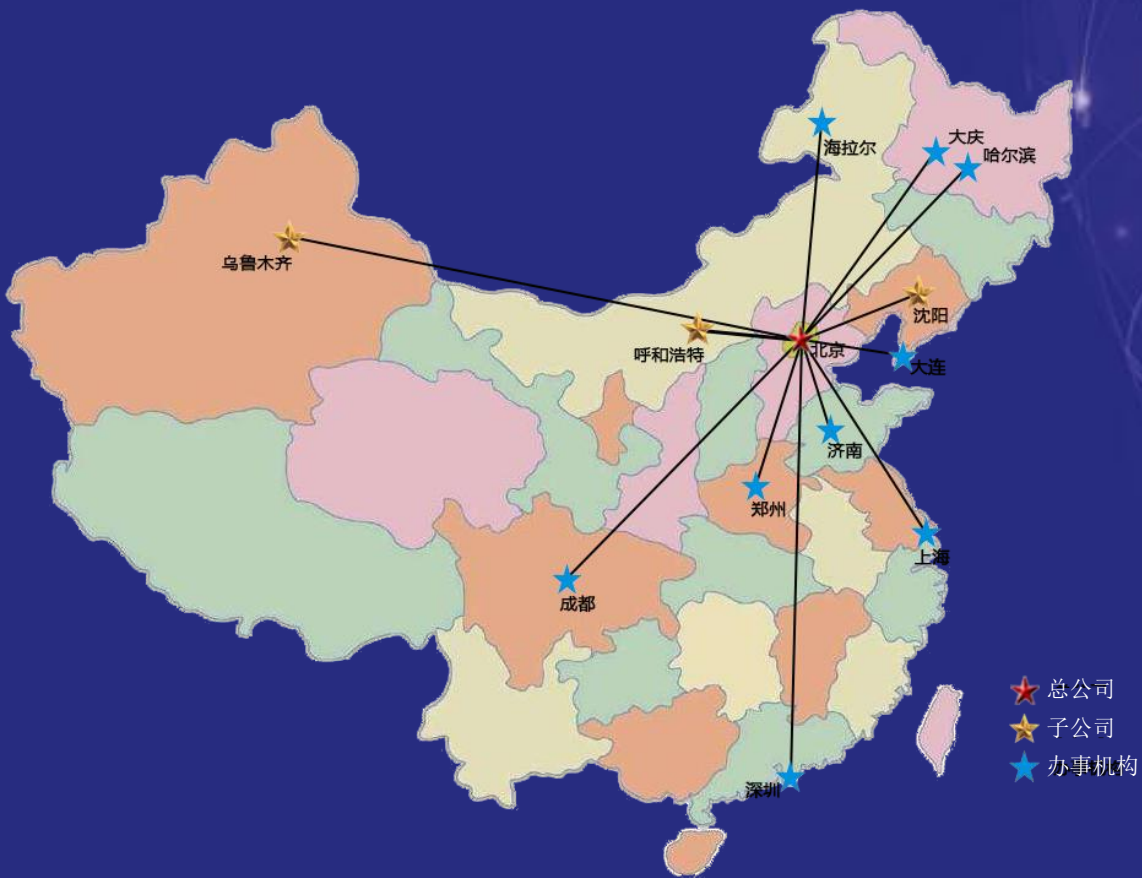 大庆
海拉尔
哈尔滨
乌鲁木齐
沈阳
呼和浩特
北京
大连
济南
郑州
上海
成都
深圳
总公司
子公司
办事机构